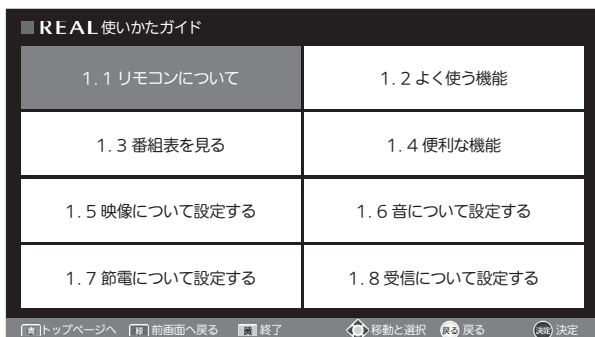 REAL 使いかたガイド
1.1 リモコンについて
1.2 よく使う機能
1.3 番組表を見る
1.4 便利な機能
1.5 映像について設定する
1.6 音について設定する
1.7 節電について設定する
1.8 受信について設定する
青 トップページへ 緑 前画面へ戻る 黄 終了 移動と選択 戻る 戻る 決定 決定